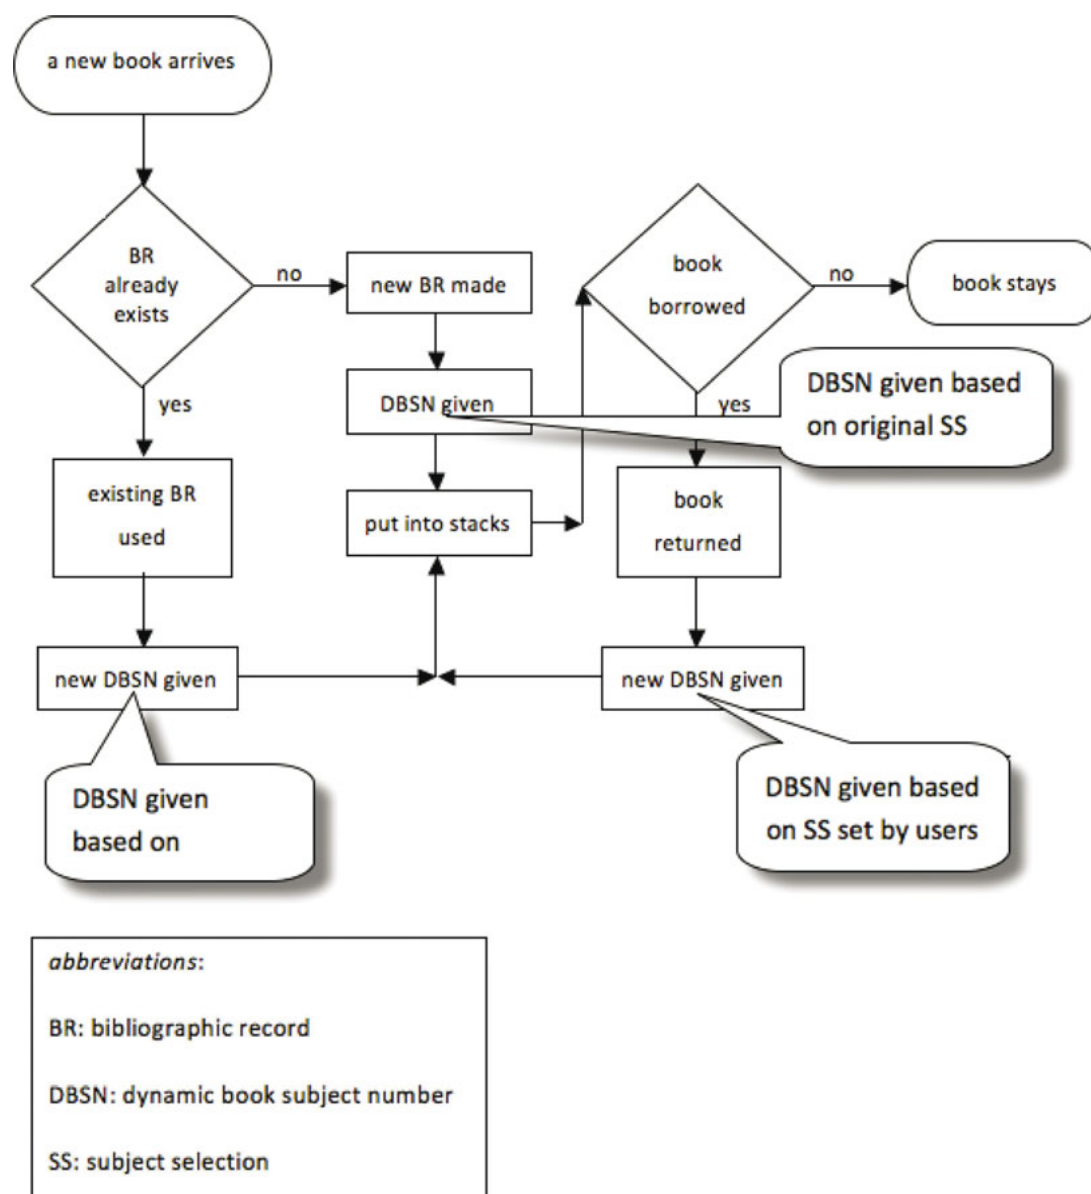 a new book arrives
BR
already
exists
no
new BR made
book
borrowed
no
book stays
yes
DBSN given
yes
DBSN given based
on original SS
existing BR
used
put into stacks
book
returned
new DBSN given
new DBSN given
DBSN given
based on
DBSN given based
on SS set by users
abbreviations:
BR: bibliographic record
DBSN: dynamic book subject number
SS: subject selection